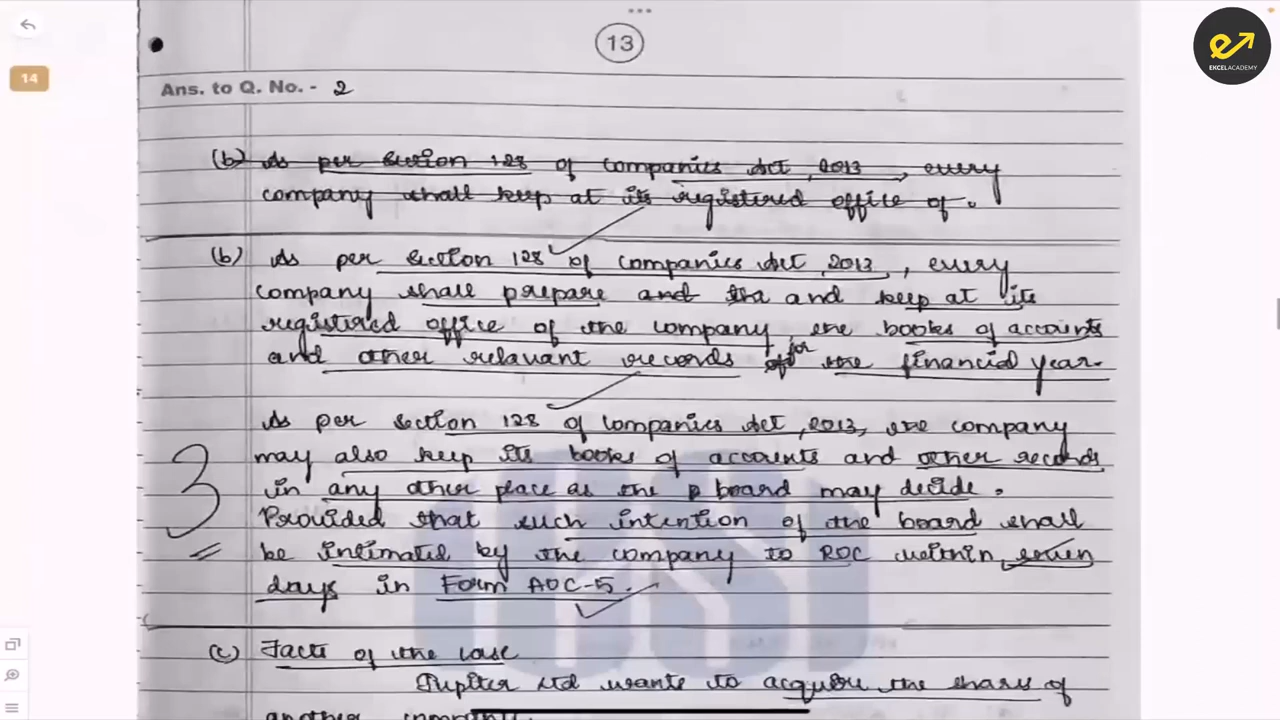 13
EXCEL ACADEMY
14
Ans. to Q. No. - 2
(b) As per section 128 of companies Act, 2013, every
company shall keep at its registered office of.
(b) As per section 128 of companies Act, 2013, every
company shall prepare and and keep at its
registered office of the company, the books of accounts
and other relavant records for the financial year.
As per section 128 of companies Act, 2013, the company
may also keep its books of accounts and other records
3
in any other place as the board may decide.
Provided that such intention of the board shall
be intimated by the company to ROC within seven
days in Form AOC-5.
(c) Facts of the case
Jupiter Ltd wants to acquire the shares of
another company